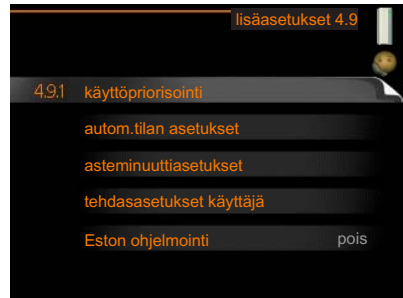 lisäasetukset 4.9
4.9.1 käyttöpriorisointi
autom.tilan asetukset
asteminuuttiasetukset
tehdasasetukset käyttäjä
Eston ohjelmointi pois